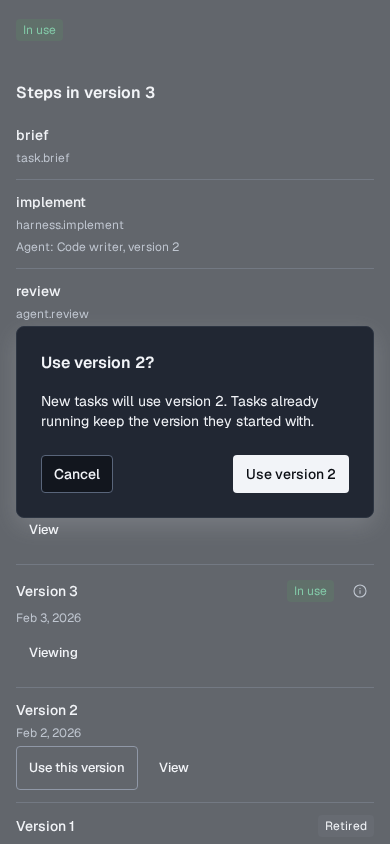 In use
Steps in version 3
brief
task.brief
implement
harness.implement
Agent: Code writer, version 2
review
agent.review
Use version 2?
New tasks will use version 2. Tasks already
running keep the version they started with.
Cancel
Use version 2
View
Version 3
In use
Feb 3, 2026
Viewing
Version 2
Feb 2, 2026
Use this version
View
Version 1
Retired